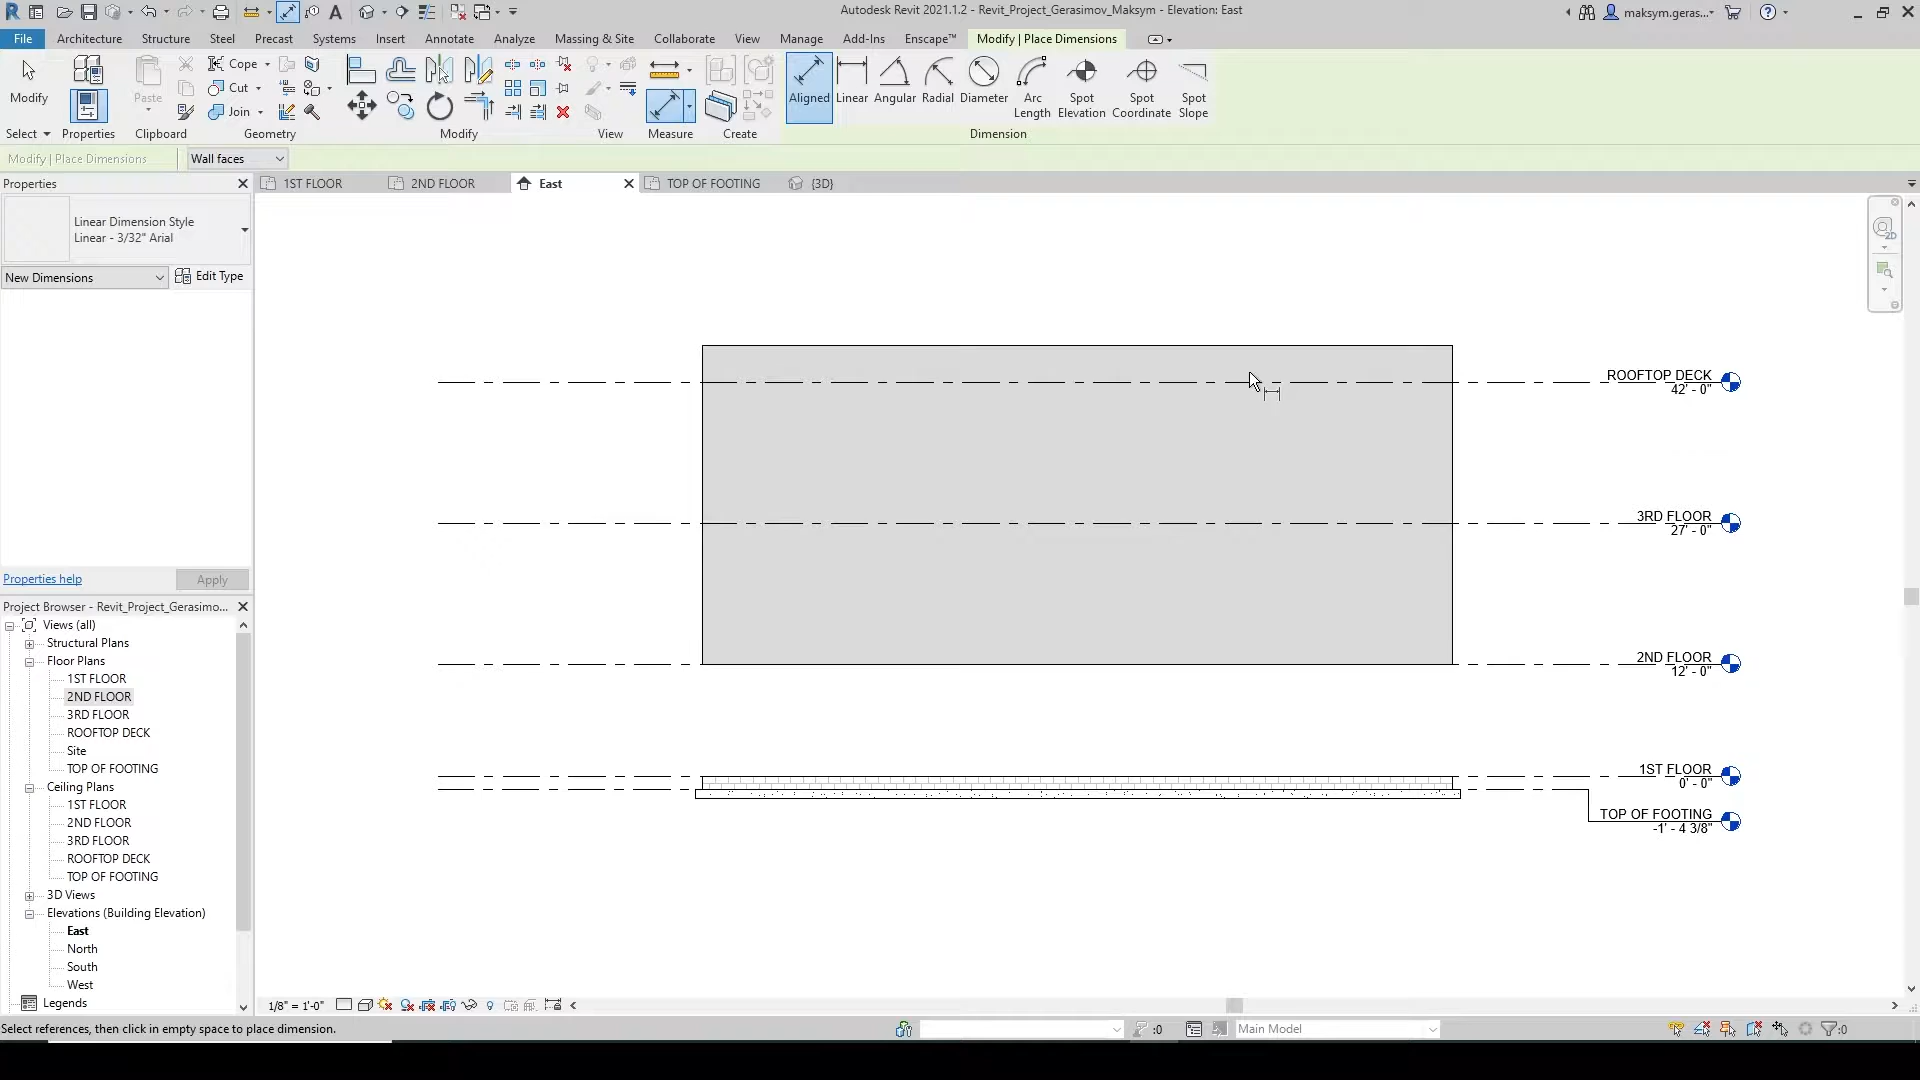 Autodesk Revit 2021.1.2 - Revit_Project_Gerasimov_Maksym - Elevation: East
maksym.geras...
File Architecture Structure Steel Precast Systems Insert Annotate Analyze Massing & Site Collaborate View Manage Add-Ins Enscape™ Modify | Place Dimensions
Modify
Paste
Cope
Cut
Join
Aligned Linear Angular Radial Diameter Arc Length Spot Elevation Spot Coordinate Spot Slope
Select Properties Clipboard Geometry Modify View Measure Create Dimension
Modify | Place Dimensions Wall faces
Properties
1ST FLOOR 2ND FLOOR East TOP OF FOOTING {3D}
Linear Dimension Style
Linear - 3/32" Arial
New Dimensions Edit Type
2D
ROOFTOP DECK
42' - 0"
3RD FLOOR
27' - 0"
2ND FLOOR
12' - 0"
1ST FLOOR
0' - 0"
TOP OF FOOTING
-1' - 4 3/8"
Properties help Apply
Project Browser - Revit_Project_Gerasimo...
Views (all)
Structural Plans
Floor Plans
1ST FLOOR
2ND FLOOR
3RD FLOOR
ROOFTOP DECK
Site
TOP OF FOOTING
Ceiling Plans
1ST FLOOR
2ND FLOOR
3RD FLOOR
ROOFTOP DECK
TOP OF FOOTING
3D Views
Elevations (Building Elevation)
East
North
South
West
Legends
1/8" = 1'-0"
Select references, then click in empty space to place dimension.
:0
Main Model
:0